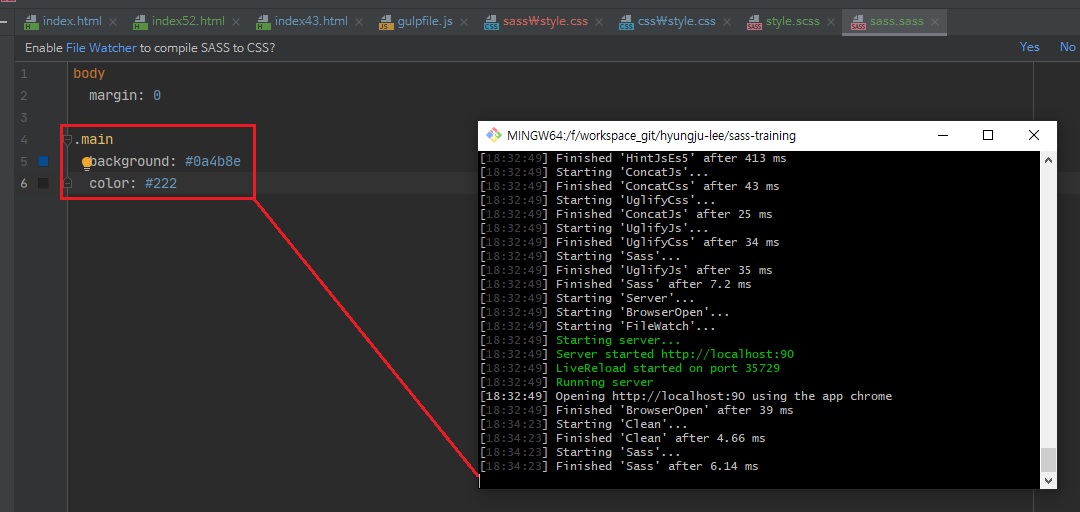 index.html
index52.html
index43.html
gulpfile.js
sass₩style.css
css₩style.css
style.scss
sass.sass
Enable File Watcher to compile SASS to CSS?
Yes
No
1 body
2 margin: 0
3
4 .main
5 background: #0a4b8e
6 color: #222
MINGW64:/f/workspace_git/hyungju-lee/sass-training
[18:32:49] Finished 'HintJsEs5' after 413 ms
[18:32:49] Starting 'ConcatJs'...
[18:32:49] Finished 'ConcatCss' after 43 ms
[18:32:49] Starting 'UglifyCss'...
[18:32:49] Finished 'ConcatJs' after 25 ms
[18:32:49] Starting 'UglifyJs'...
[18:32:49] Finished 'UglifyCss' after 34 ms
[18:32:49] Starting 'Sass'...
[18:32:49] Finished 'UglifyJs' after 35 ms
[18:32:49] Finished 'Sass' after 7.2 ms
[18:32:49] Starting 'Server'...
[18:32:49] Starting 'BrowserOpen'...
[18:32:49] Starting 'FileWatch'...
[18:32:49] Starting server...
[18:32:49] Server started http://localhost:90
[18:32:49] LiveReload started on port 35729
[18:32:49] Running server
[18:32:49] Opening http://localhost:90 using the app chrome
[18:32:49] Finished 'BrowserOpen' after 39 ms
[18:34:23] Starting 'Clean'...
[18:34:23] Finished 'Clean' after 4.66 ms
[18:34:23] Starting 'Sass'...
[18:34:23] Finished 'Sass' after 6.14 ms